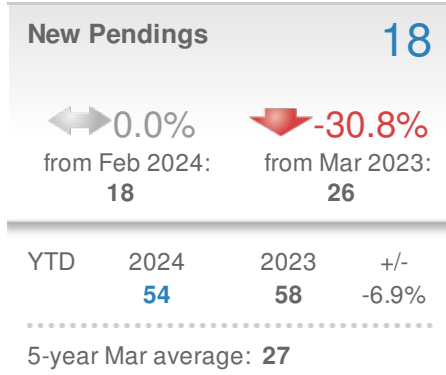 New Pendings 18
0.0% -30.8%
from Feb 2024: from Mar 2023:
18 26
YTD 2024 2023 +/-
54 58 -6.9%
5-year Mar average: 27